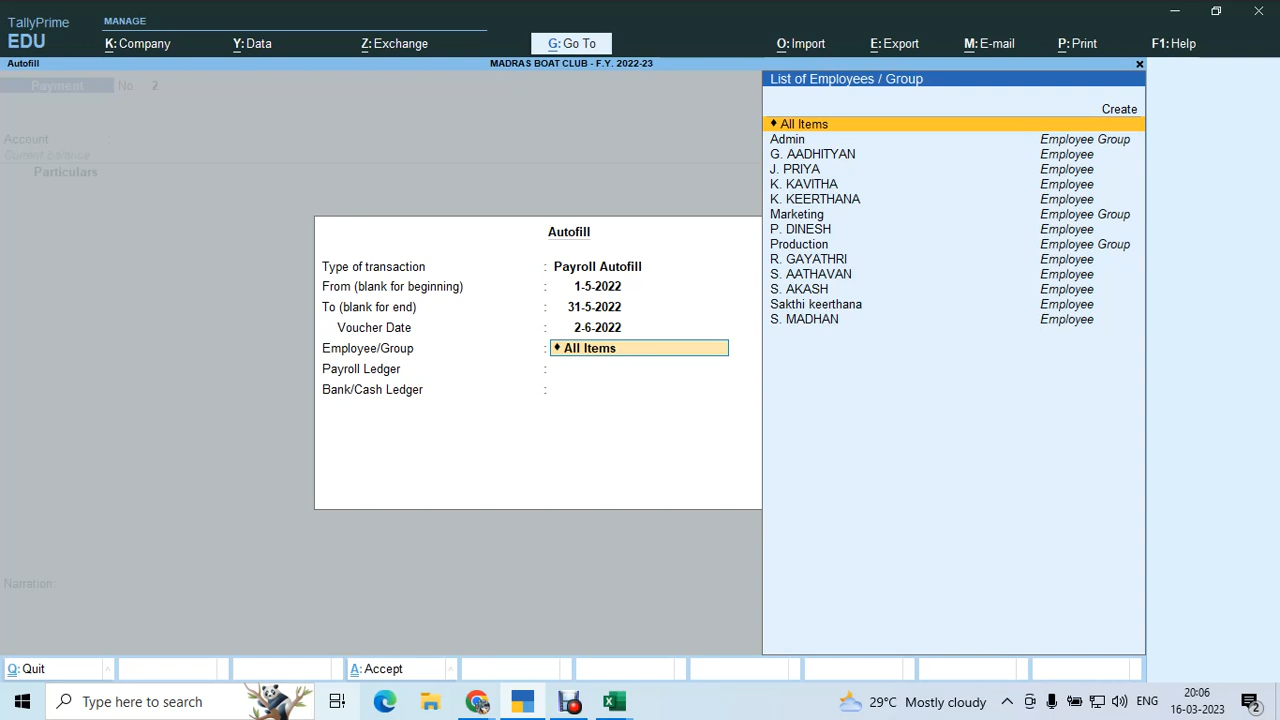 TallyPrime
EDU
MANAGE
K:Company
Y:Data
Z:Exchange
G:Go To
O:Import
E:Export
M:E-mail
P:Print
F1:Help
Autofill
MADRAS BOAT CLUB - F.Y. 2022-23
Payment No. 2
Account
Current Balance
Particulars
Narration:
Autofill
Type of transaction : Payroll Autofill
From (blank for beginning) : 1-5-2022
To (blank for end) : 31-5-2022
Voucher Date : 2-6-2022
Employee/Group : ♦ All Items
Payroll Ledger :
Bank/Cash Ledger :
List of Employees / Group
Create
♦ All Items
Admin Employee Group
G. AADHITYAN Employee
J. PRIYA Employee
K. KAVITHA Employee
K. KEERTHANA Employee
Marketing Employee Group
P. DINESH Employee
Production Employee Group
R. GAYATHRI Employee
S. AATHAVAN Employee
S. AKASH Employee
Sakthi keerthana Employee
S. MADHAN Employee
Q:Quit
A:Accept
Type here to search
29°C Mostly cloudy
ENG
20:06
16-03-2023
2